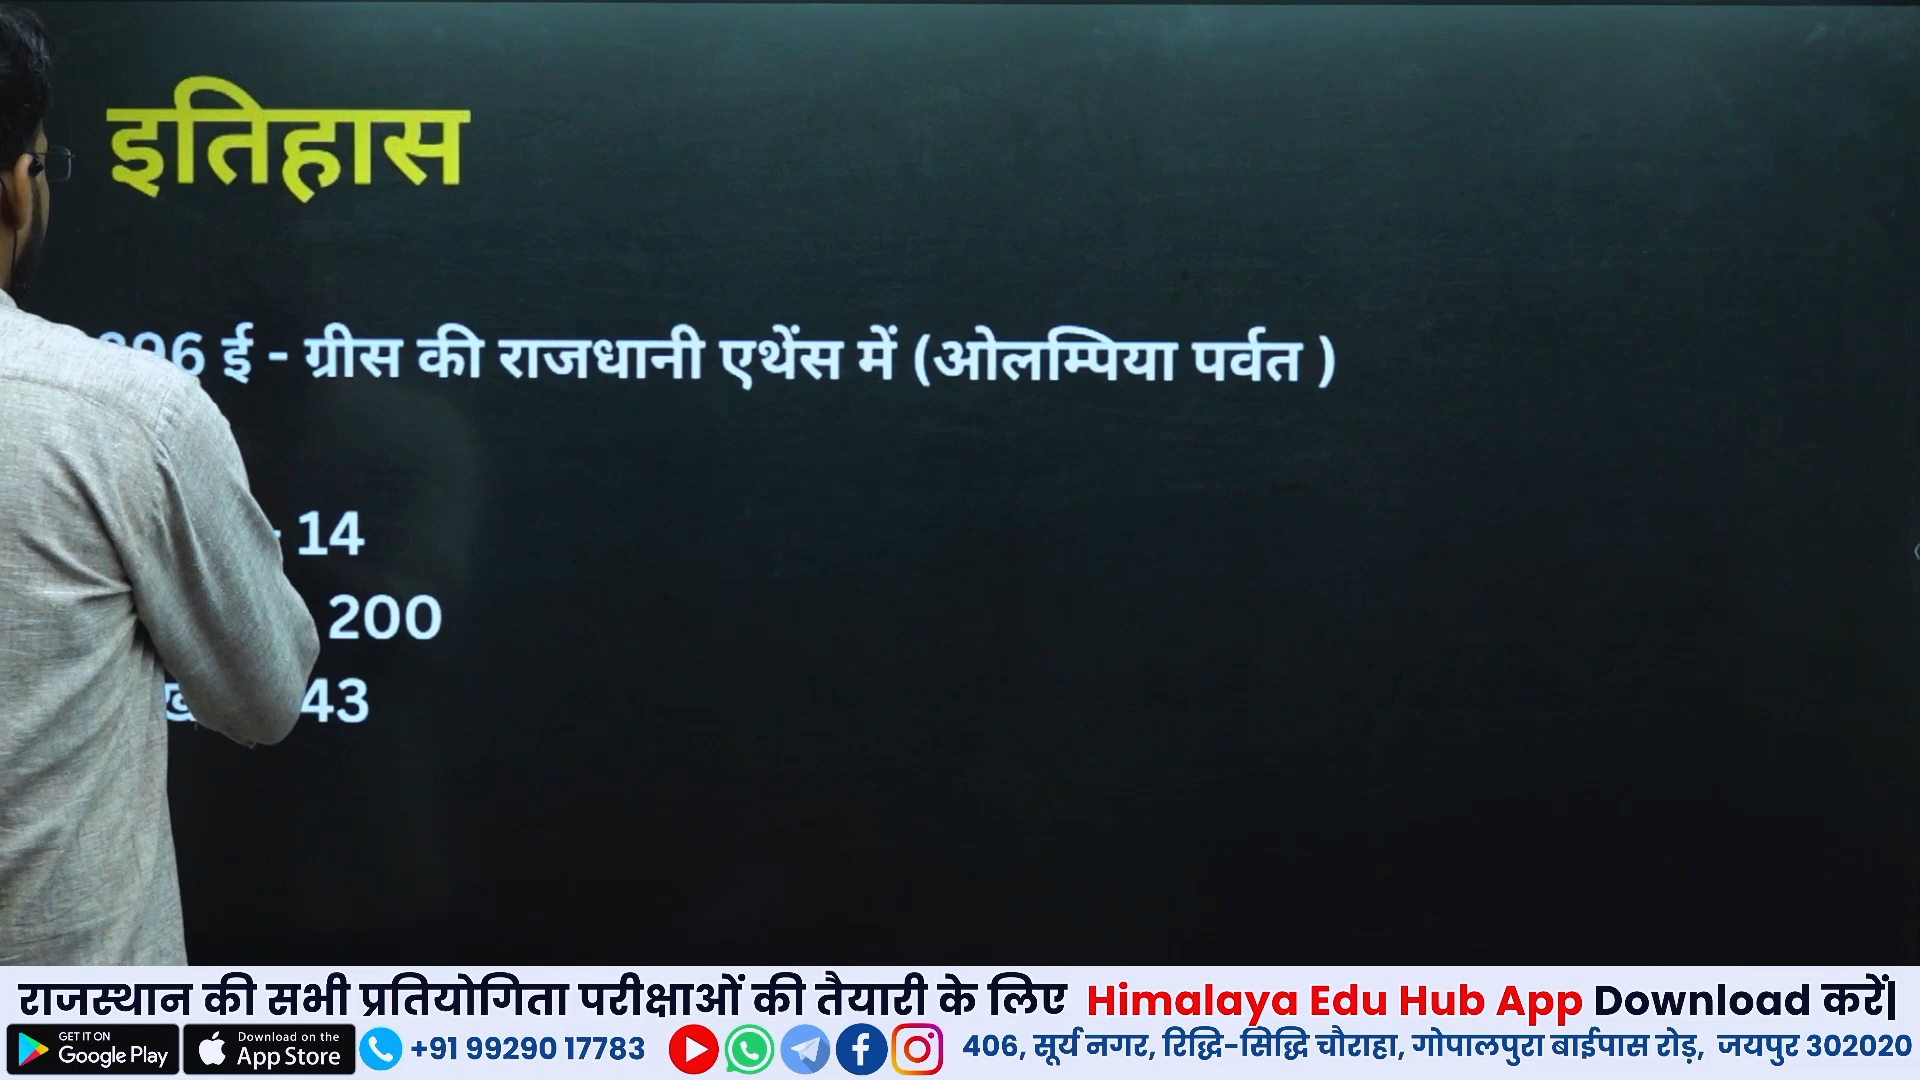 इतिहास
ई - ग्रीस की राजधानी एथेंस में (ओलम्पिया पर्वत )
- 14
200
43
राजस्थान की सभी प्रतियोगिता परीक्षाओं की तैयारी के लिए Himalaya Edu Hub App Download करें|
GET IT ON Google Play Download on the App Store +91 99290 17783 406, सूर्य नगर, रिद्धि-सिद्धि चौराहा, गोपालपुरा बाईपास रोड़, जयपुर 302020